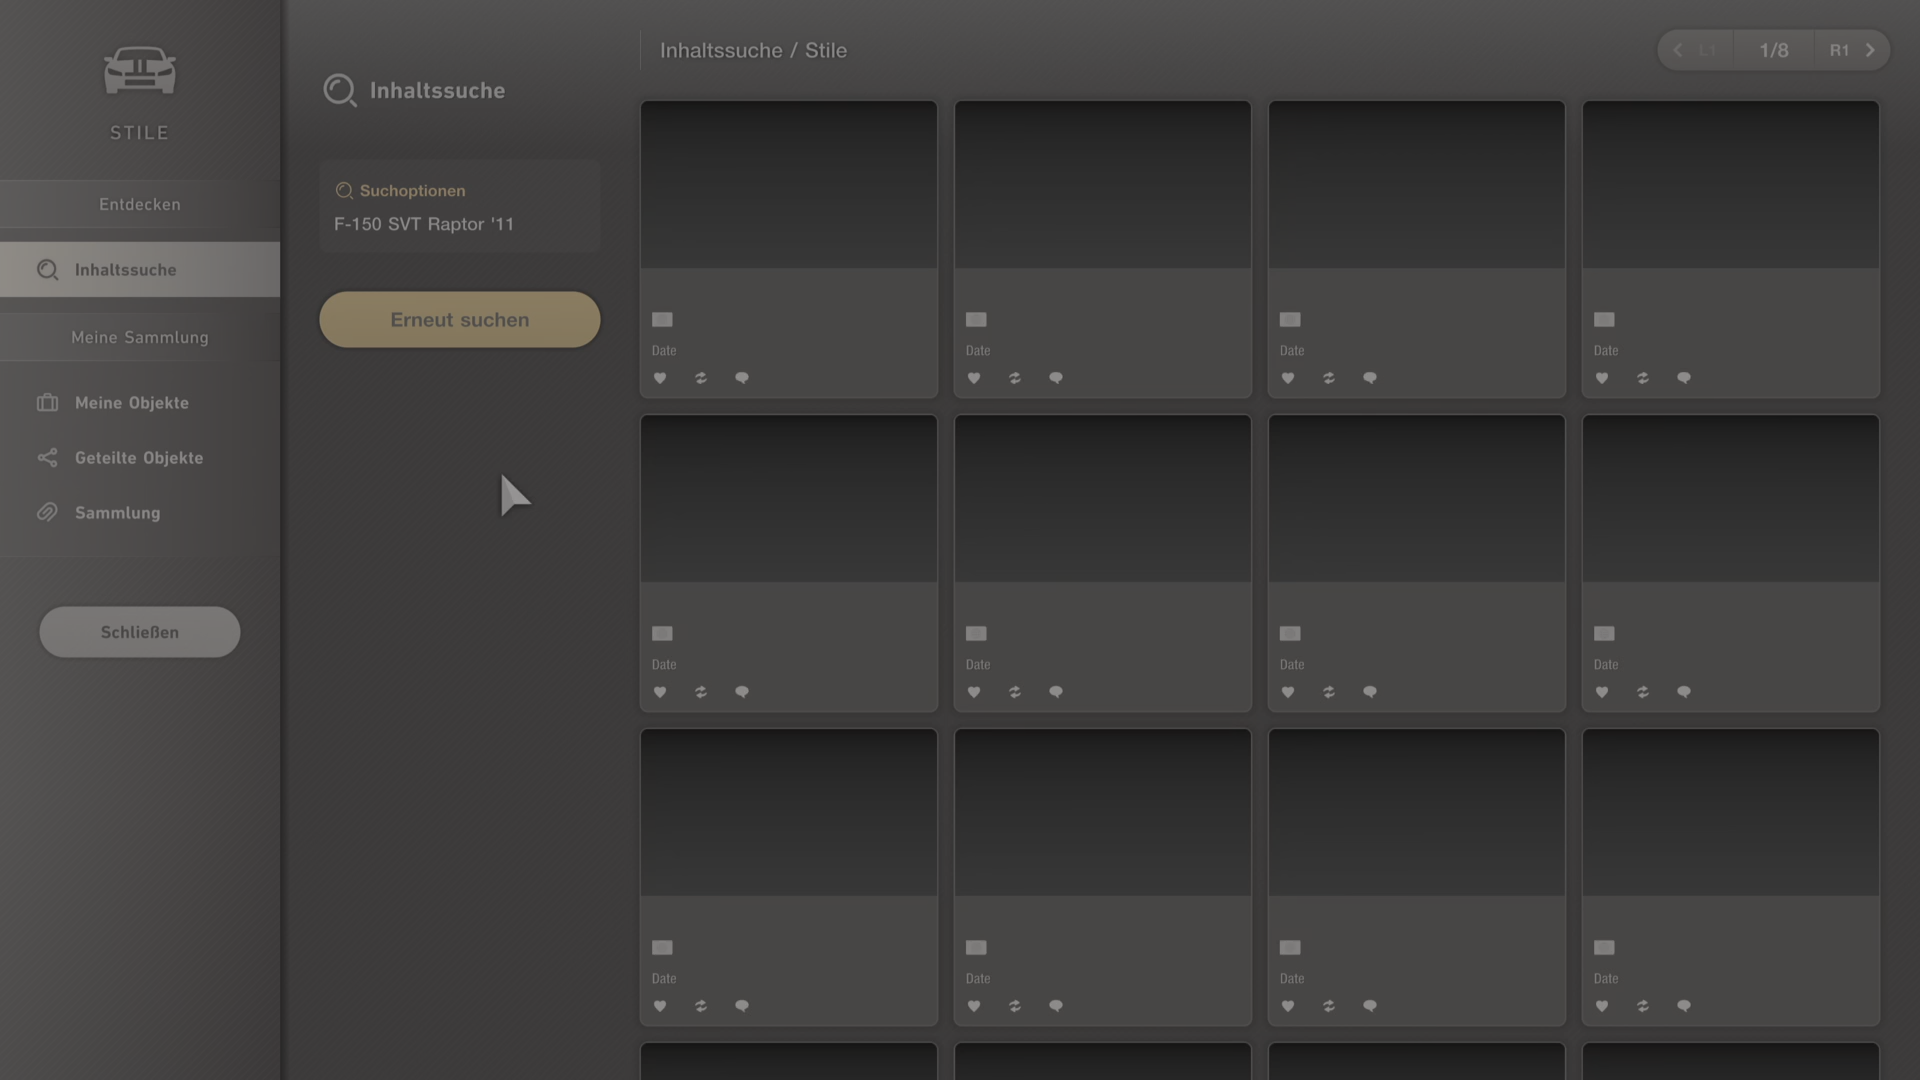 STILE
Entdecken
Inhaltssuche
Meine Sammlung
Meine Objekte
Geteilte Objekte
Sammlung
Schließen
Inhaltssuche
Suchoptionen
F-150 SVT Raptor '11
Erneut suchen
Inhaltssuche / Stile
L1 1/8 R1
Date Date Date Date
Date Date Date Date
Date Date Date Date